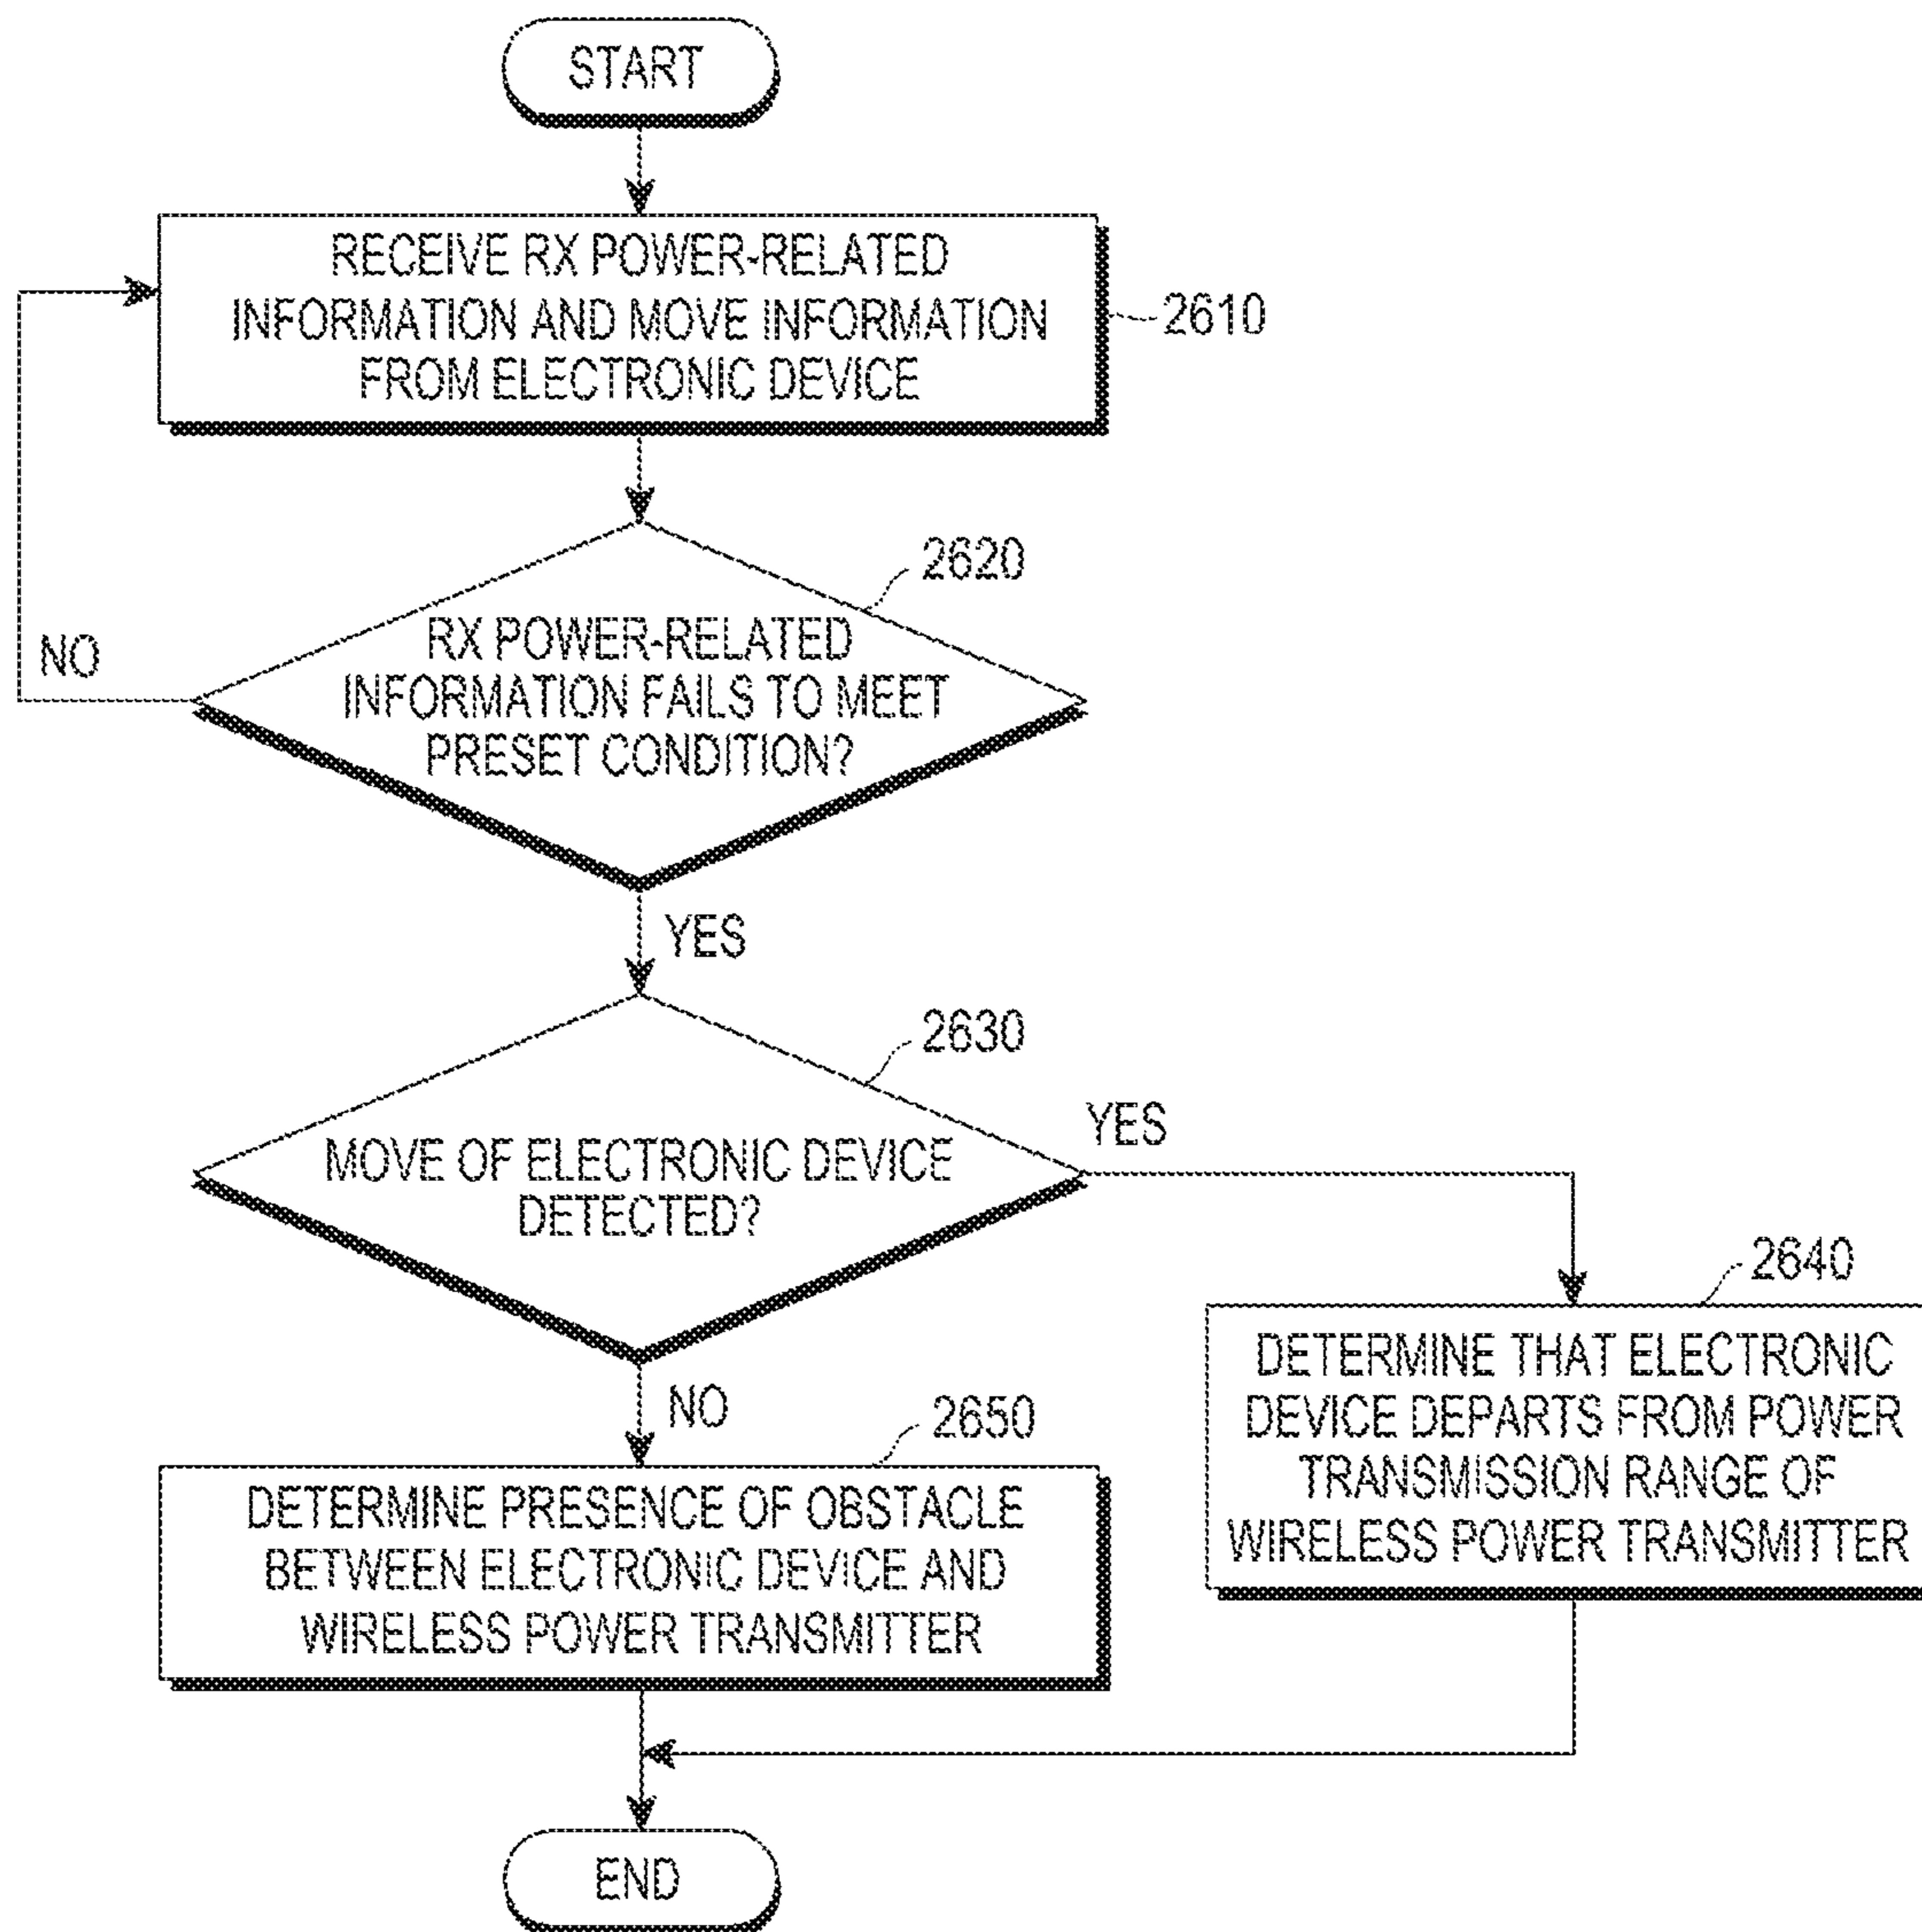 START
RECEIVE RX POWER-RELATED
INFORMATION AND MOVE INFORMATION
FROM ELECTRONIC DEVICE
2610
2620
RX POWER-RELATED
INFORMATION FAILS TO MEET
PRESET CONDITION?
NO
YES
2630
MOVE OF ELECTRONIC DEVICE
DETECTED?
YES
2640
DETERMINE THAT ELECTRONIC
DEVICE DEPARTS FROM POWER
TRANSMISSION RANGE OF
WIRELESS POWER TRANSMITTER
NO
2650
DETERMINE PRESENCE OF OBSTACLE
BETWEEN ELECTRONIC DEVICE AND
WIRELESS POWER TRANSMITTER
END